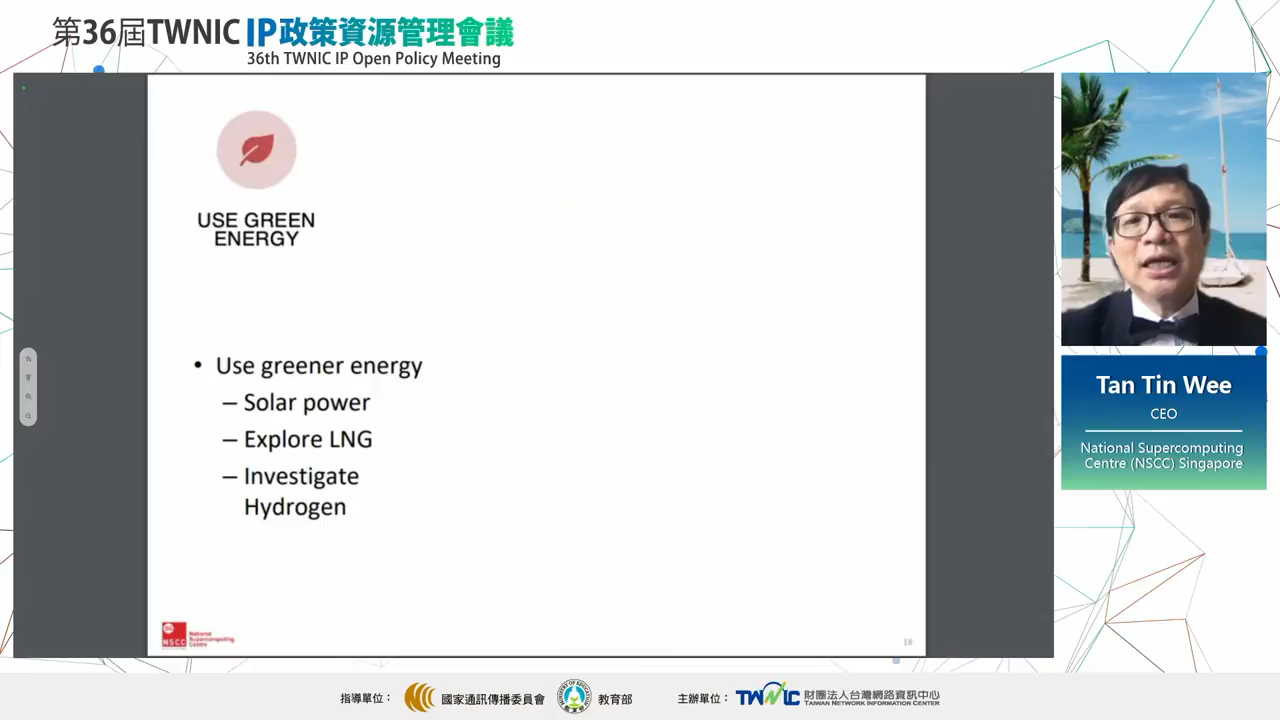 第36屆TWNIC IP政策資源管理會議
36th TWNIC IP Open Policy Meeting
USE GREEN
ENERGY
• Use greener energy
– Solar power
– Explore LNG
– Investigate
Hydrogen
NSCC
National
Supercomputing
Centre
18
Tan Tin Wee
CEO
National Supercomputing
Centre (NSCC) Singapore
指導單位： 國家通訊傳播委員會 教育部 主辦單位： TWNIC 財團法人台灣網路資訊中心
TAIWAN NETWORK INFORMATION CENTER